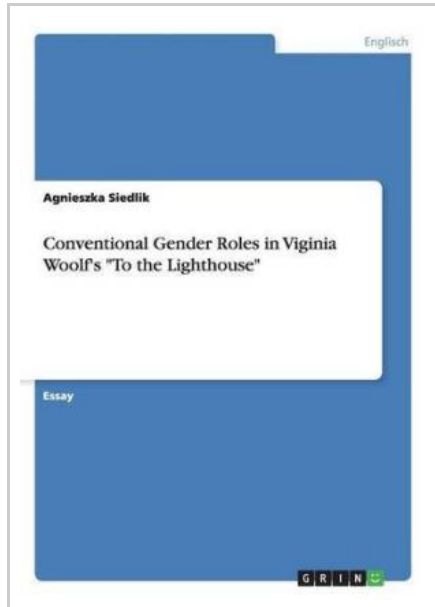 Englisch
Agnieszka Siedlik
Conventional Gender Roles in Viginia
Woolf's "To the Lighthouse"
Essay
GRIN